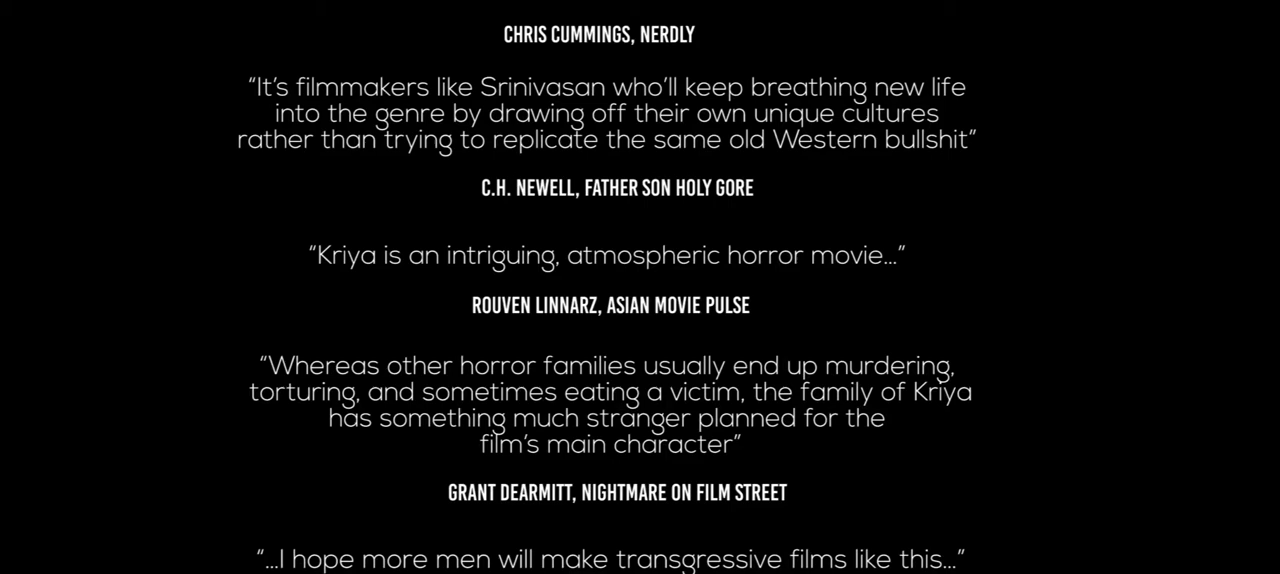 CHRIS CUMMINGS, NERDLY
“It’s filmmakers like Srinivasan who’ll keep breathing new life
into the genre by drawing off their own unique cultures
rather than trying to replicate the same old Western bullshit”
C.H. NEWELL, FATHER SON HOLY GORE
“Kriya is an intriguing, atmospheric horror movie...”
ROUVEN LINNARZ, ASIAN MOVIE PULSE
“Whereas other horror families usually end up murdering,
torturing, and sometimes eating a victim, the family of Kriya
has something much stranger planned for the
film’s main character”
GRANT DEARMITT, NIGHTMARE ON FILM STREET
“...I hope more men will make transgressive films like this...”